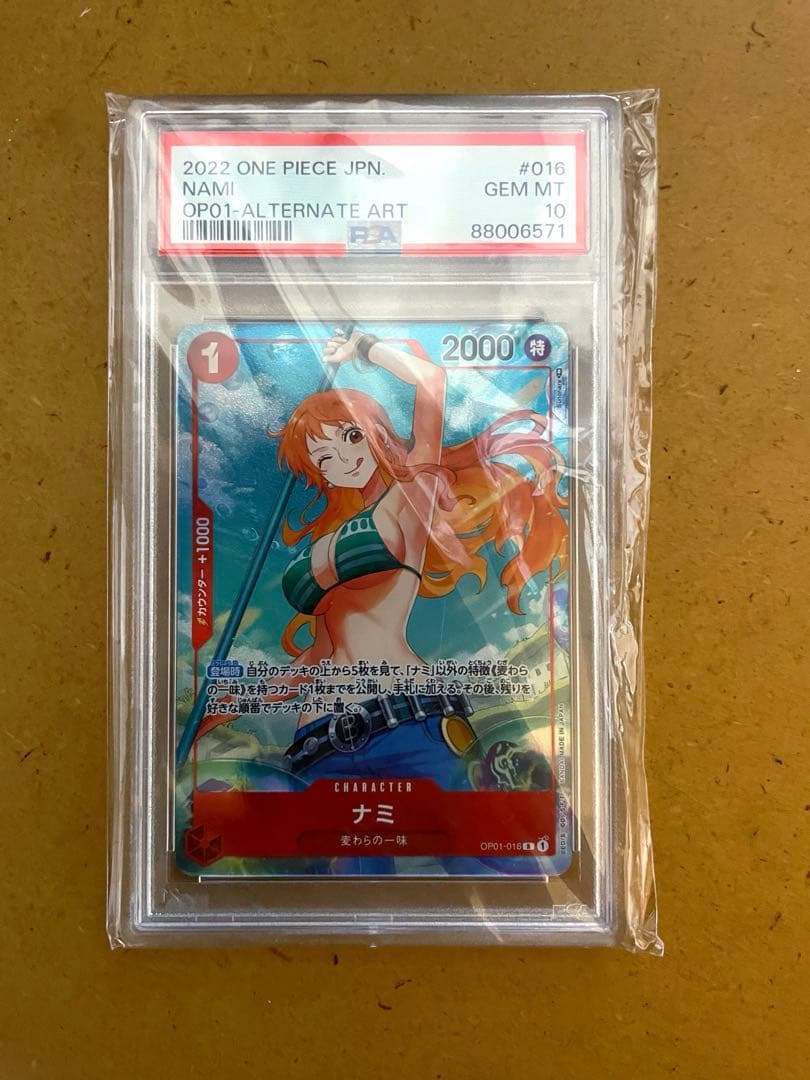 2022 ONE PIECE JPN. #016
NAMI GEM MT
OP01-ALTERNATE ART 10
PSA 88006571
1
2000 特
カウンター +1000
登場時 自分のデッキの上から5枚を見て、「ナミ」以外の特徴《麦わら
の一味》を持つカード1枚までを公開し、手札に加える。その後、残りを
好きな順番でデッキの下に置く。
CHARACTER
ナミ
麦わらの一味
OP01-016 R 1
MADE IN JAPAN